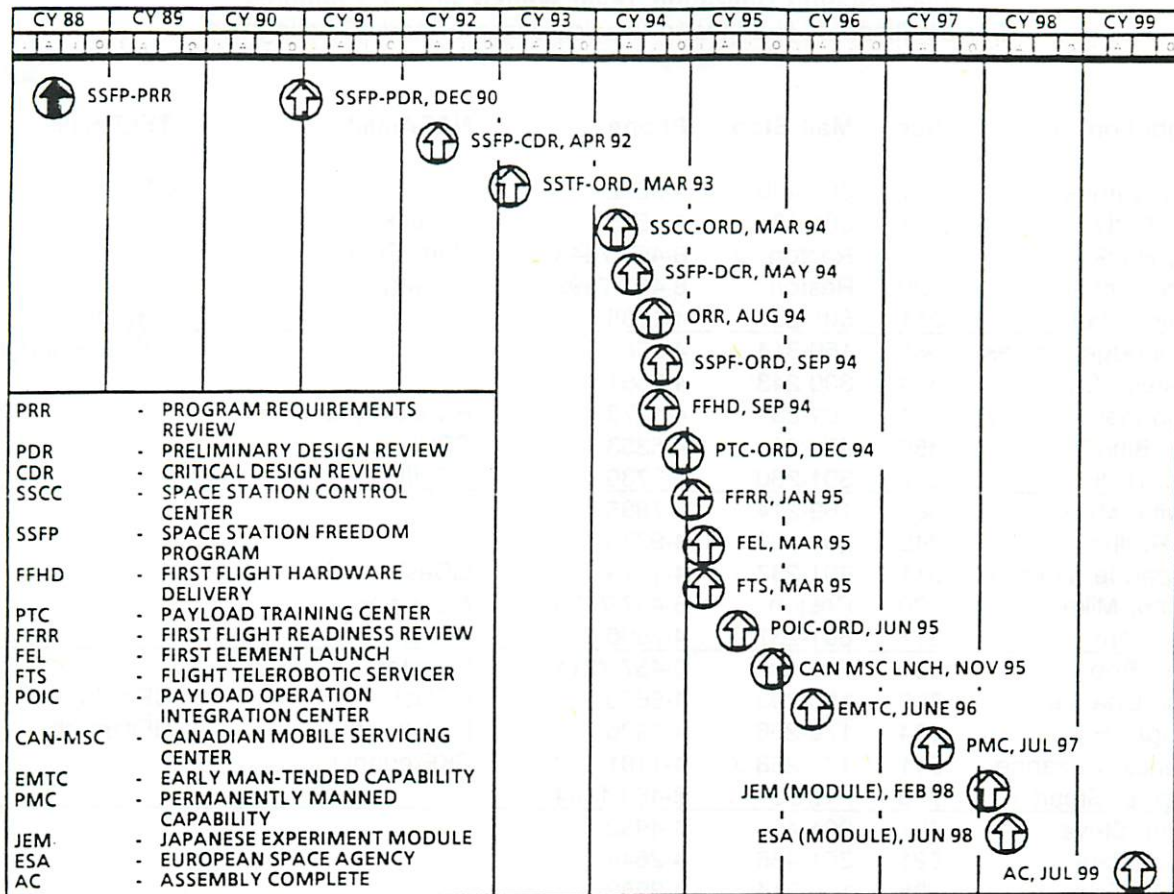 CY 88 CY 89 CY 90 CY 91 CY 92 CY 93 CY 94 CY 95 CY 96 CY 97 CY 98 CY 99
SSFP-PRR
SSFP-PDR, DEC 90
SSFP-CDR, APR 92
SSTF-ORD, MAR 93
SSCC-ORD, MAR 94
SSFP-DCR, MAY 94
ORR, AUG 94
SSPF-ORD, SEP 94
FFHD, SEP 94
PTC-ORD, DEC 94
FFRR, JAN 95
FEL, MAR 95
FTS, MAR 95
POIC-ORD, JUN 95
CAN MSC LNCH, NOV 95
EMTC, JUNE 96
PMC, JUL 97
JEM (MODULE), FEB 98
ESA (MODULE), JUN 98
AC, JUL 99
PRR - PROGRAM REQUIREMENTS
REVIEW
PDR - PRELIMINARY DESIGN REVIEW
CDR - CRITICAL DESIGN REVIEW
SSCC - SPACE STATION CONTROL
CENTER
SSFP - SPACE STATION FREEDOM
PROGRAM
FFHD - FIRST FLIGHT HARDWARE
DELIVERY
PTC - PAYLOAD TRAINING CENTER
FFRR - FIRST FLIGHT READINESS REVIEW
FEL - FIRST ELEMENT LAUNCH
FTS - FLIGHT TELEROBOTIC SERVICER
POIC - PAYLOAD OPERATION
INTEGRATION CENTER
CAN-MSC - CANADIAN MOBILE SERVICING
CENTER
EMTC - EARLY MAN-TENDED CAPABILITY
PMC - PERMANENTLY MANNED
CAPABILITY
JEM - JAPANESE EXPERIMENT MODULE
ESA - EUROPEAN SPACE AGENCY
AC - ASSEMBLY COMPLETE